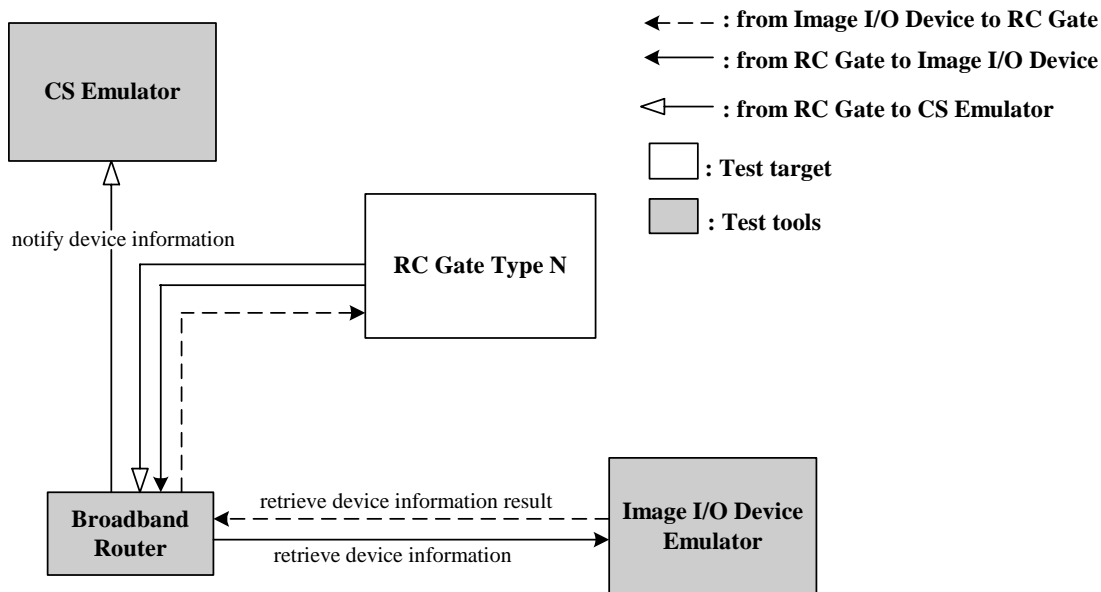 CS Emulator
: from Image I/O Device to RC Gate
: from RC Gate to Image I/O Device
: from RC Gate to CS Emulator
: Test target
: Test tools
notify device information
RC Gate Type N
Broadband
Router
retrieve device information result
retrieve device information
Image I/O Device
Emulator